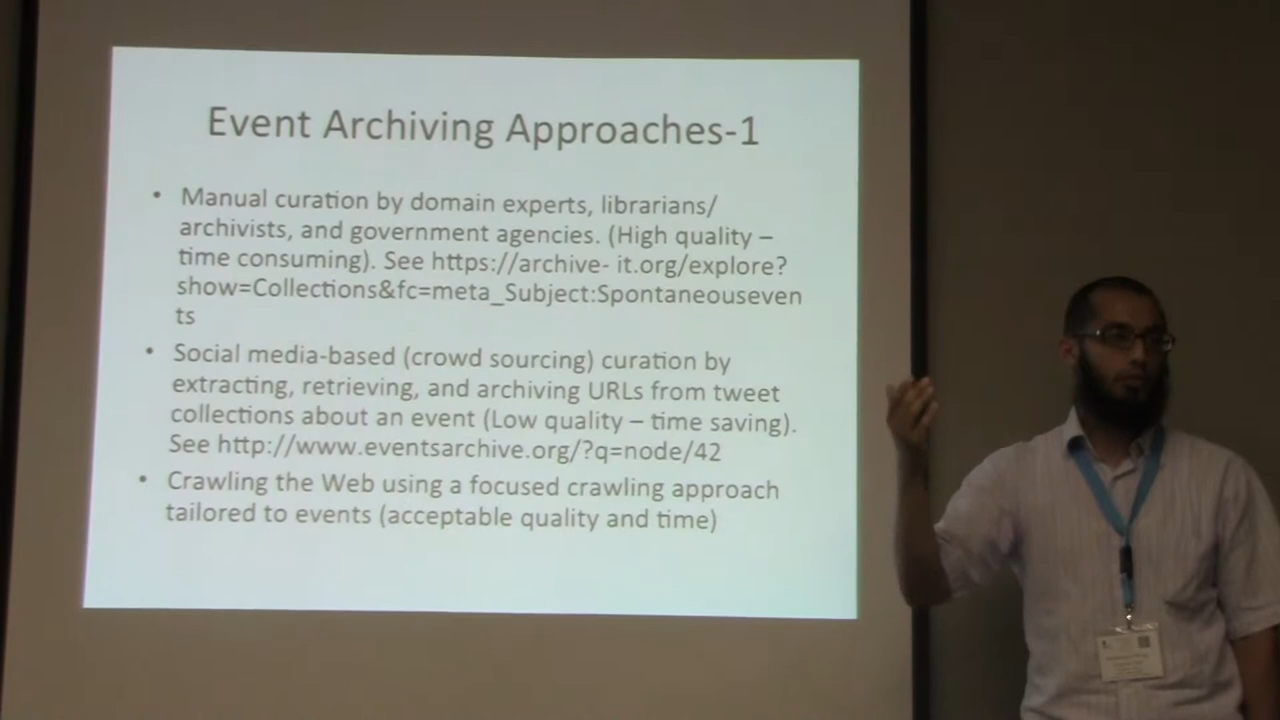 Event Archiving Approaches-1
• Manual curation by domain experts, librarians/
archivists, and government agencies. (High quality –
time consuming). See https://archive- it.org/explore?
show=Collections&fc=meta_Subject:Spontaneouseven
ts
• Social media-based (crowd sourcing) curation by
extracting, retrieving, and archiving URLs from tweet
collections about an event (Low quality – time saving).
See http://www.eventsarchive.org/?q=node/42
• Crawling the Web using a focused crawling approach
tailored to events (acceptable quality and time)